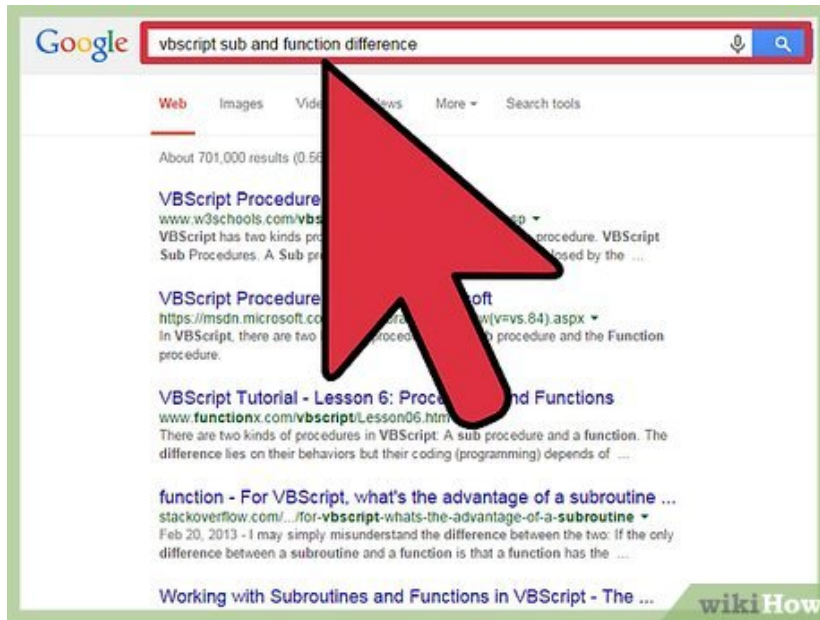 Google vbscript sub and function difference
Web Images More Search tools
About 701,000 results
VBScript Procedure
www.w3schools.com/vbs sp
VBScript has two kinds procedure. VBScript
Sub Procedures. A Sub closed by the ...
VBScript Procedure
https://msdn.microsoft.co (v=vs.84).aspx
In VBScript, there are two procedure and the Function
procedure.
VBScript Tutorial - Lesson 6: nd Functions
www.functionx.com/vbscript/Lesson06.htm
There are two kinds of procedures in VBScript: A sub procedure and a function. The
difference lies on their behaviors but their coding (programming) depends of ...
function - For VBScript, what's the advantage of a subroutine ...
stackoverflow.com/.../for-vbscript-whats-the-advantage-of-a-subroutine
Feb 20, 2013 - I may simply misunderstand the difference between the two: If the only
difference between a subroutine and a function is that a function has the ...
Working with Subroutines and Functions in VBScript - The ...
wikiHow